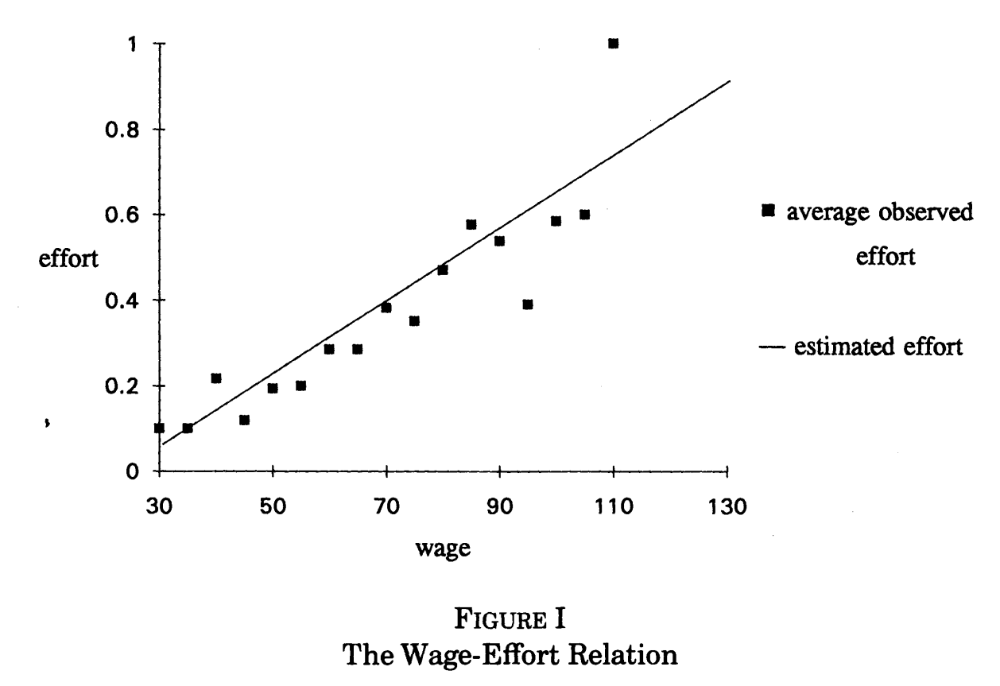 1
0.8
0.6
effort
0.4
0.2
0
30 50 70 90 110 130
wage
average observed
effort
estimated effort
FIGURE I
The Wage-Effort Relation